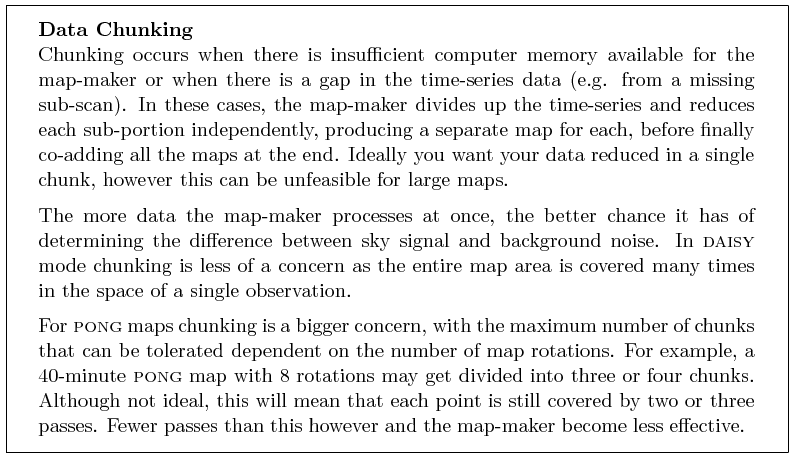 Data Chunking
Chunking occurs when there is insufficient computer memory available for the
map-maker or when there is a gap in the time-series data (e.g. from a missing
sub-scan). In these cases, the map-maker divides up the time-series and reduces
each sub-portion independently, producing a separate map for each, before finally
co-adding all the maps at the end. Ideally you want your data reduced in a single
chunk, however this can be unfeasible for large maps.
The more data the map-maker processes at once, the better chance it has of
determining the difference between sky signal and background noise. In DAISY
mode chunking is less of a concern as the entire map area is covered many times
in the space of a single observation.
For PONG maps chunking is a bigger concern, with the maximum number of chunks
that can be tolerated dependent on the number of map rotations. For example, a
40-minute PONG map with 8 rotations may get divided into three or four chunks.
Although not ideal, this will mean that each point is still covered by two or three
passes. Fewer passes than this however and the map-maker become less effective.